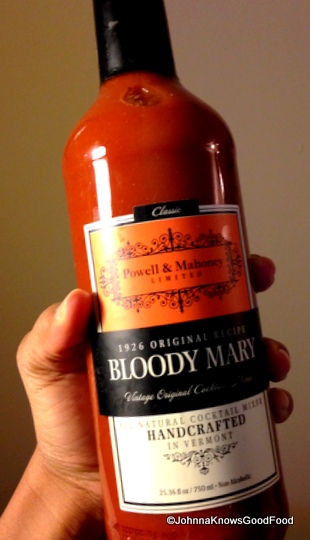 Classic
Powell & Mahoney
LIMITED
1926 ORIGINAL RECIPE
BLOODY MARY
Vintage Original Cocktail
NATURAL COCKTAIL MIXER
HANDCRAFTED
IN VERMONT
25.36 fl oz / 750 ml • Non Alcoholic
©JohnnaKnowsGoodFood